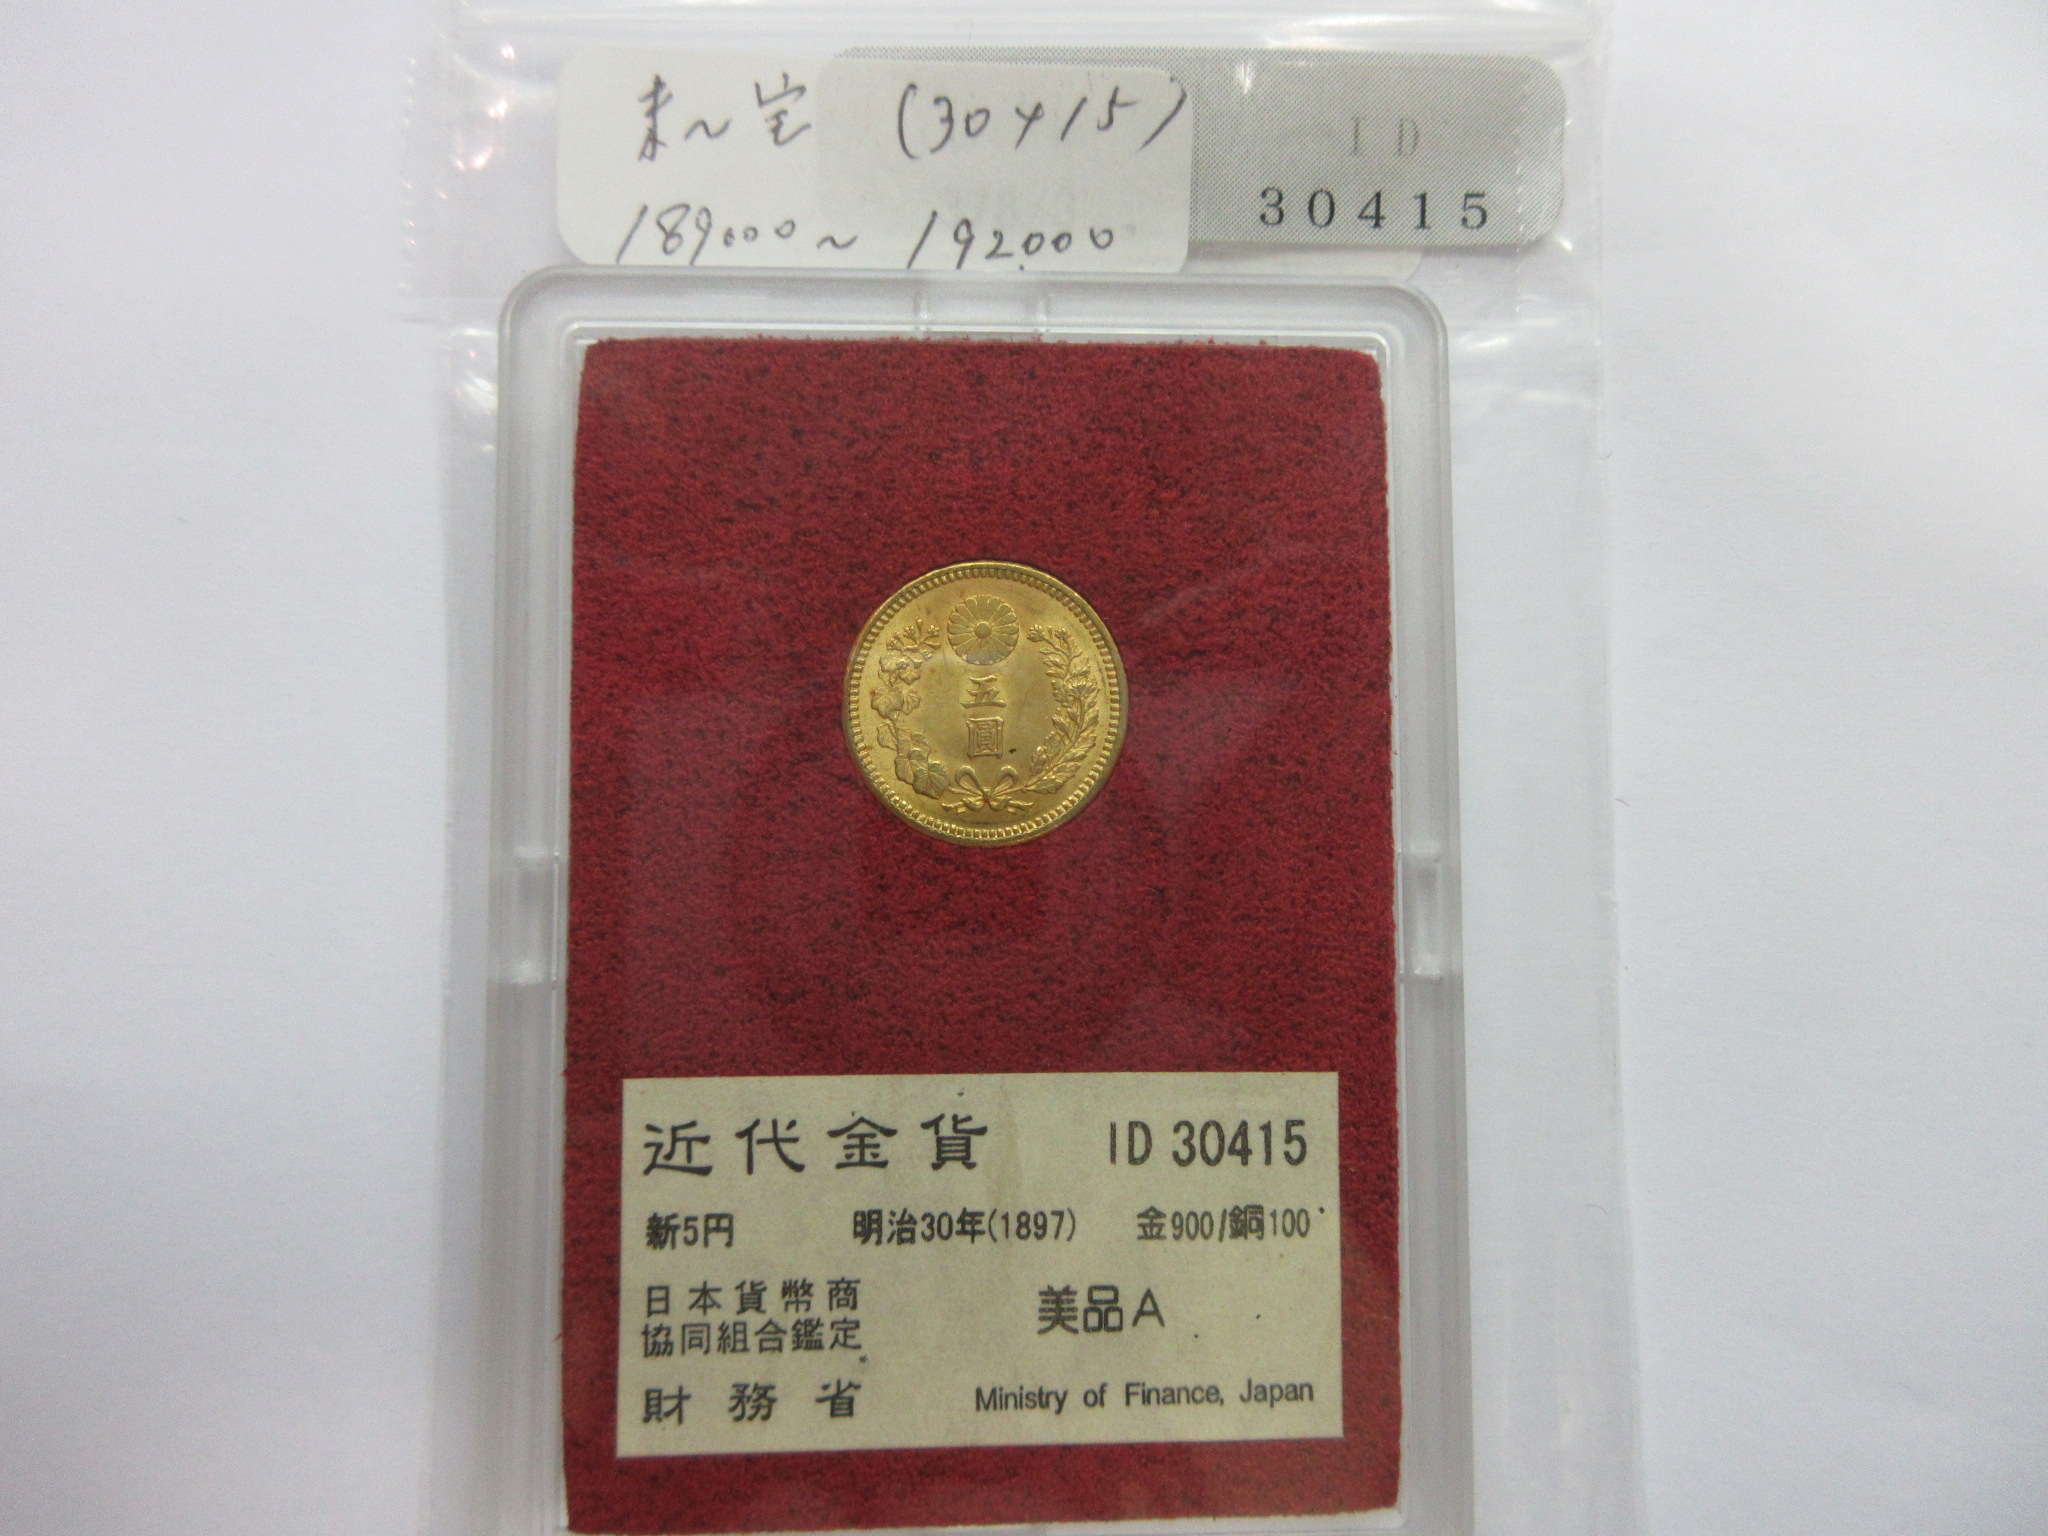 (30415)
189000~192000
ID
30415
五
圓
近代金貨 ID 30415
新5円 明治30年(1897) 金900/銅100
日本貨幣商
協同組合鑑定
美品A
財務省 Ministry of Finance, Japan